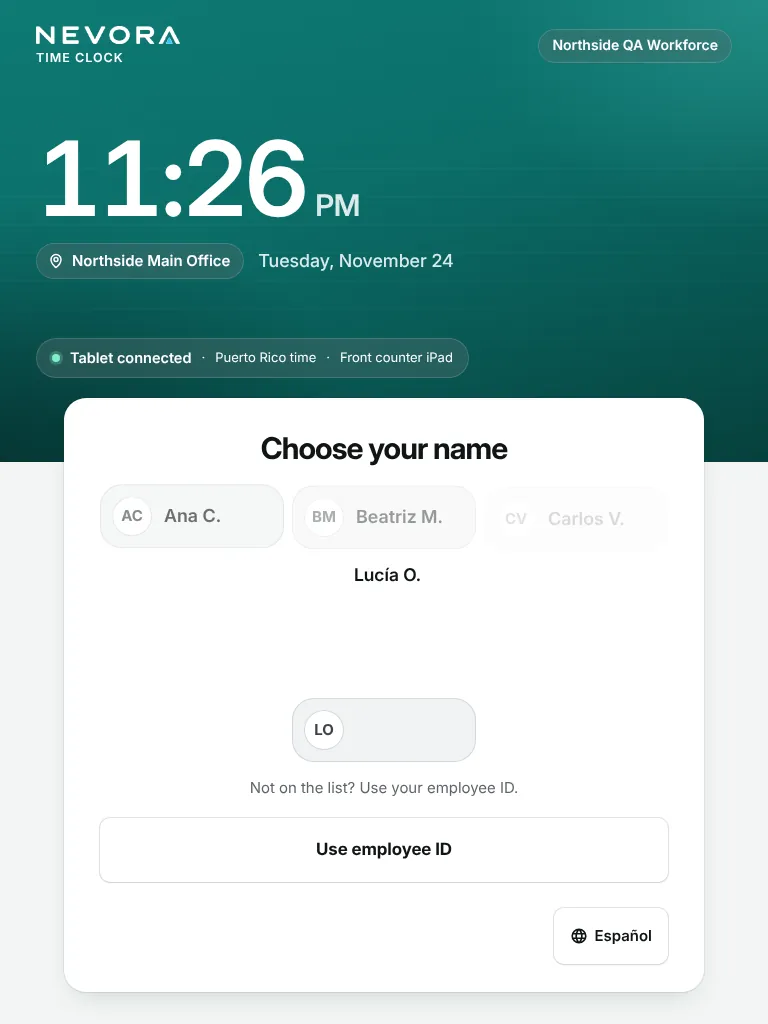 NEVORA
TIME CLOCK
Northside QA Workforce
11:26 PM
Northside Main Office
Tuesday, November 24
Tablet connected · Puerto Rico time · Front counter iPad
Choose your name
AC Ana C.
BM Beatriz M.
CV Carlos V.
Lucía O.
LO
Not on the list? Use your employee ID.
Use employee ID
Español